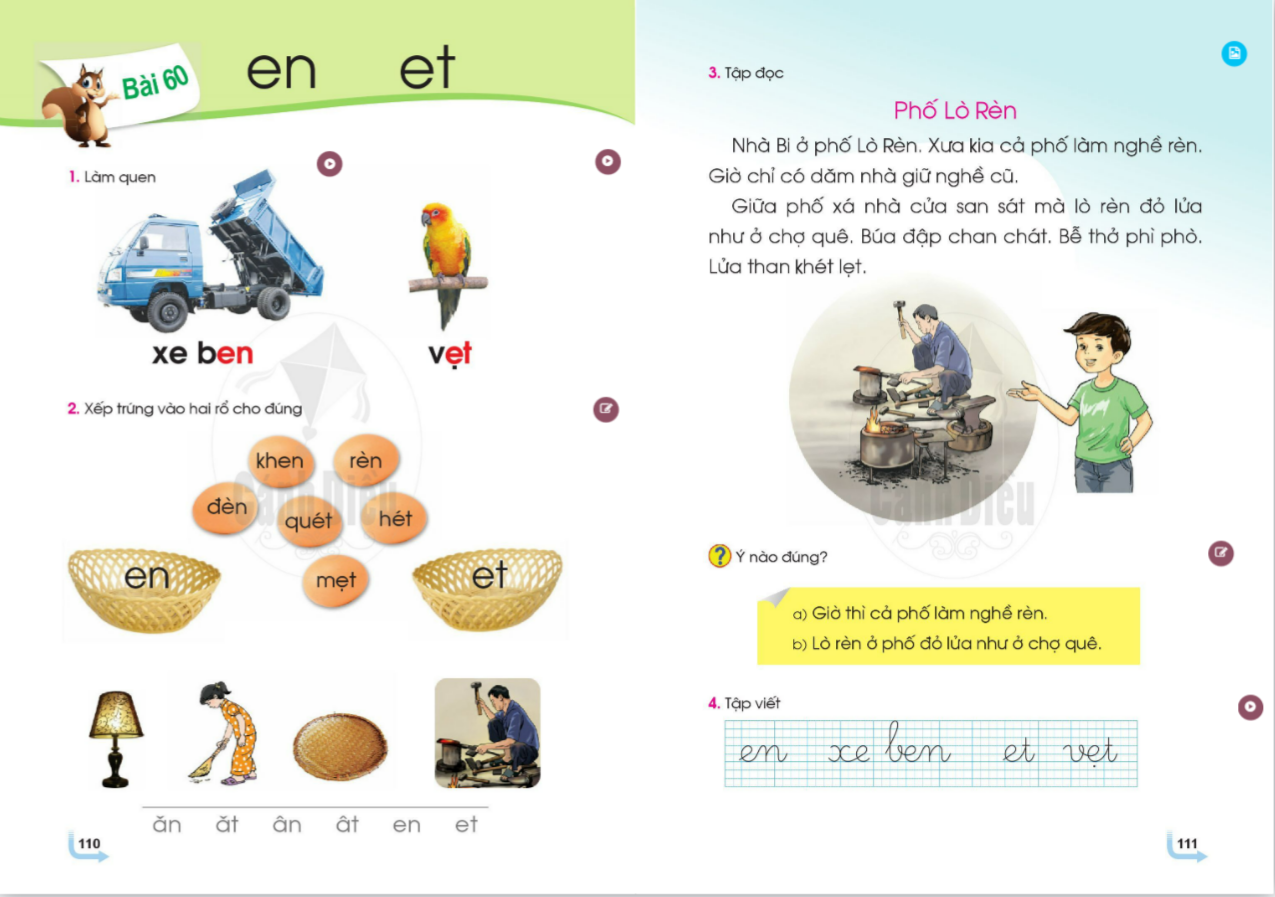 Bài 60
en et
1. Làm quen
xe ben
vẹt
2. Xếp trứng vào hai rổ cho đúng
khen rèn
đèn quét hét
mẹt
en
et
ăn ăt ân ât en et
110
3. Tập đọc
Phố Lò Rèn
Nhà Bi ở phố Lò Rèn. Xưa kia cả phố làm nghề rèn.
Giờ chỉ có dăm nhà giữ nghề cũ.
Giữa phố xá nhà cửa san sát mà lò rèn đỏ lửa
như ở chợ quê. Búa đập chan chát. Bễ thở phì phò.
Lửa than khét lẹt.
Cánh Diều
Cánh Diều
? Ý nào đúng?
a) Giờ thì cả phố làm nghề rèn.
b) Lò rèn ở phố đỏ lửa như ở chợ quê.
4. Tập viết
en xe ben et vẹt
111